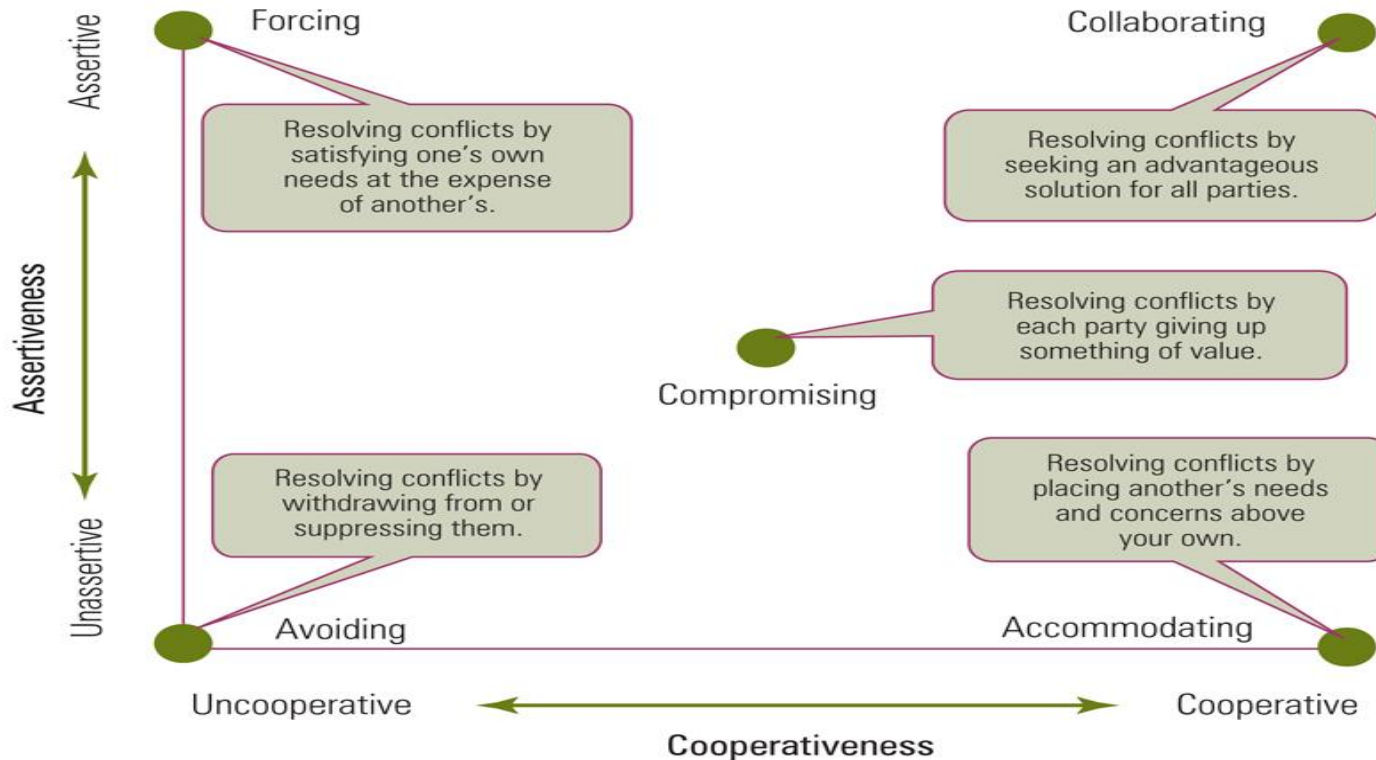 Forcing
Collaborating
Assertive
Resolving conflicts by
satisfying one's own
needs at the expense
of another's.
Resolving conflicts by
seeking an advantageous
solution for all parties.
Assertiveness
Resolving conflicts by
each party giving up
something of value.
Compromising
Resolving conflicts by
withdrawing from or
suppressing them.
Resolving conflicts by
placing another's needs
and concerns above
your own.
Unassertive
Avoiding
Accommodating
Uncooperative
Cooperative
Cooperativeness